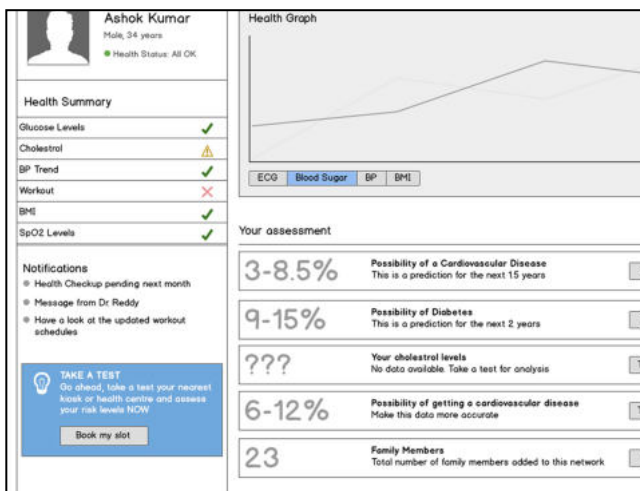 Ashok Kumar
Male, 34 years
Health Status: All OK
Health Summary
Glucose Levels
Cholestrol
BP Trend
Workout
BMI
SpO2 Levels
Notifications
Health Checkup pending next month
Message from Dr. Reddy
Have a look at the updated workout
schedules
TAKE A TEST
Go ahead, take a test your nearest
kiosk or health centre and assess
your risk levels NOW
Book my slot
Health Graph
ECG Blood Sugar BP BMI
Your assessment
3-8.5%
Possibility of a Cardiovascular Disease
This is a prediction for the next 15 years
9-15%
Possibility of Diabetes
This is a prediction for the next 2 years
???
Your cholestrol levels
No data available. Take a test for analysis
6-12%
Possibility of getting a cardiovascular disease
Make this data more accurate
23
Family Members
Total number of family members added to this network